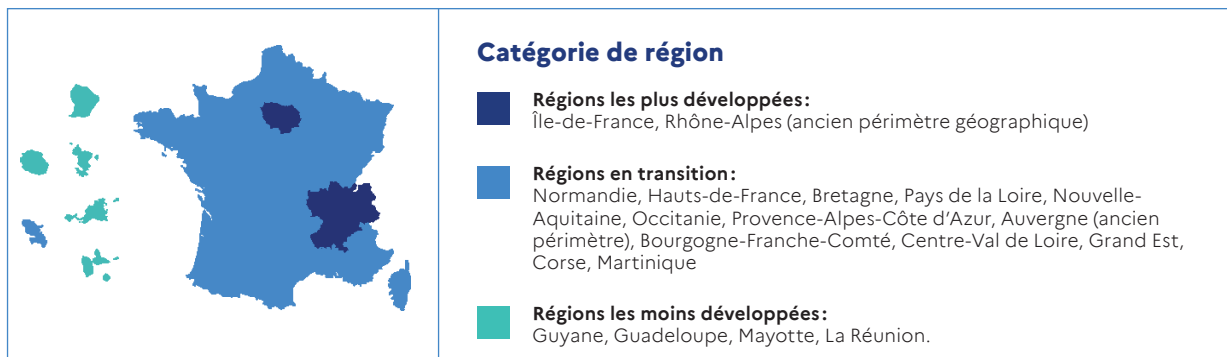 Catégorie de région
Régions les plus développées:
Île-de-France, Rhône-Alpes (ancien périmètre géographique)
Régions en transition:
Normandie, Hauts-de-France, Bretagne, Pays de la Loire, Nouvelle-
Aquitaine, Occitanie, Provence-Alpes-Côte d'Azur, Auvergne (ancien
périmètre), Bourgogne-Franche-Comté, Centre-Val de Loire, Grand Est,
Corse, Martinique
Régions les moins développées:
Guyane, Guadeloupe, Mayotte, La Réunion.